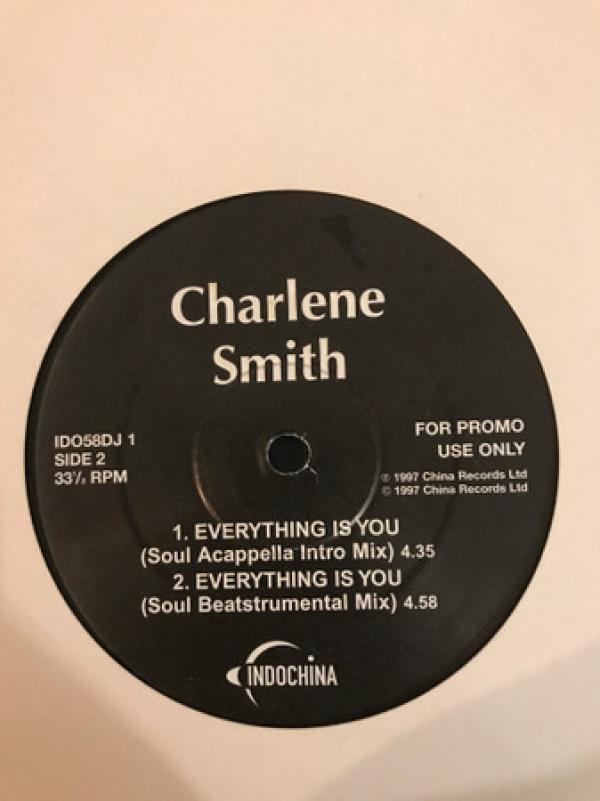 Charlene
Smith
IDO58DJ 1
SIDE 2
33⅓ RPM
FOR PROMO
USE ONLY
℗ 1997 China Records Ltd
© 1997 China Records Ltd
1. EVERYTHING IS YOU
(Soul Acappella Intro Mix) 4.35
2. EVERYTHING IS YOU
(Soul Beatstrumental Mix) 4.58
INDOCHINA